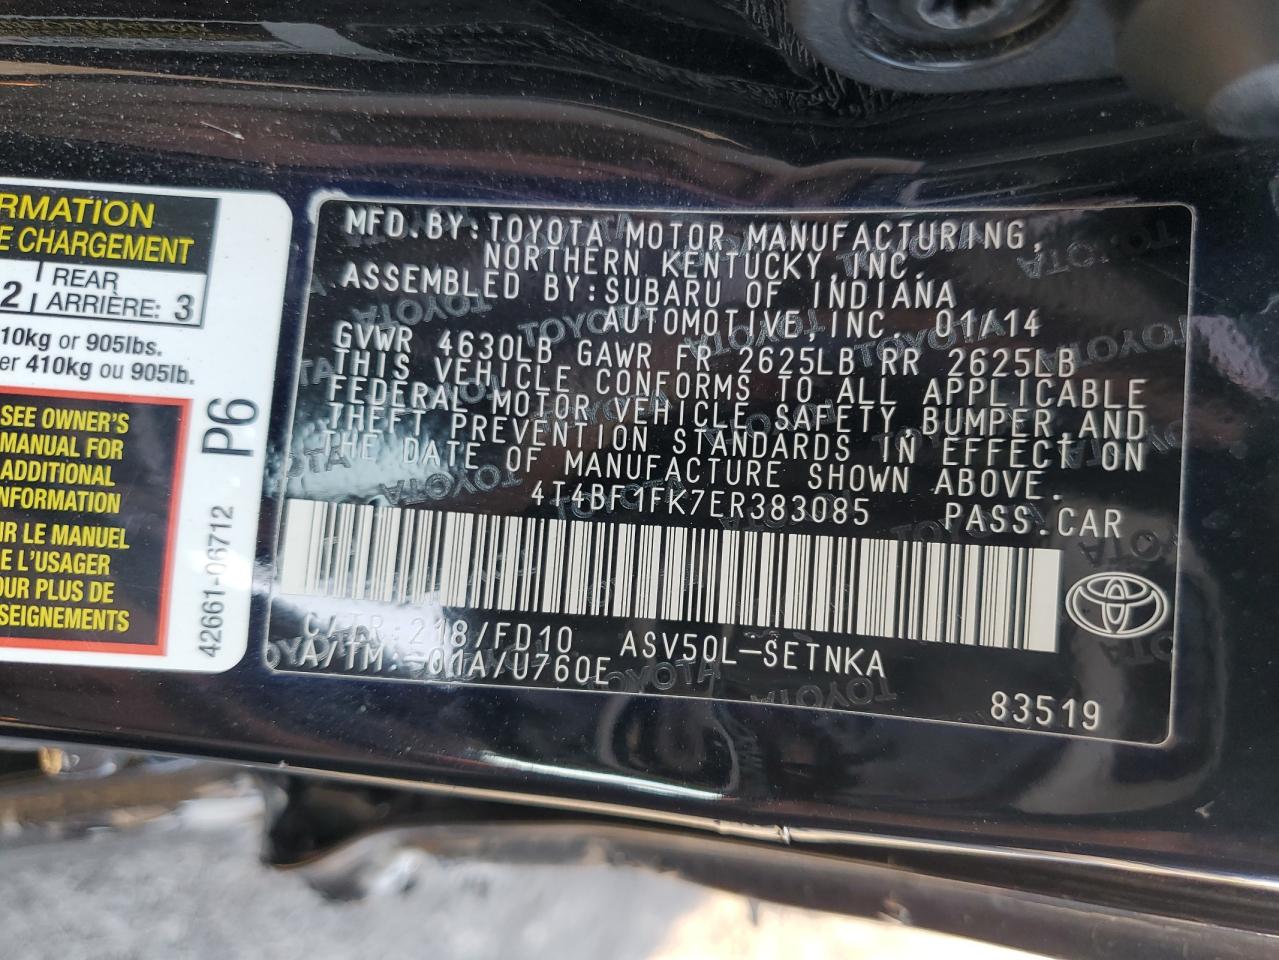 RMATION
E CHARGEMENT
2 REAR
ARRIÈRE: 3
10kg or 905lbs.
er 410kg ou 905lb.
SEE OWNER'S
MANUAL FOR
ADDITIONAL
NFORMATION
UR LE MANUEL
E L'USAGER
OUR PLUS DE
SEIGNEMENTS
P6
42661-06712
MFD.BY:TOYOTA MOTOR MANUFACTURING,
NORTHERN KENTUCKY,INC.
ASSEMBLED BY:SUBARU OF INDIANA
AUTOMOTIVE,INC. 01/14
GVWR 4630LB GAWR FR 2625LB RR 2625LB
THIS VEHICLE CONFORMS TO ALL APPLICABLE
FEDERAL MOTOR VEHICLE SAFETY,BUMPER AND
THEFT PREVENTION STANDARDS IN EFFECT ON
THE DATE OF MANUFACTURE SHOWN ABOVE.
4T4BF1FK7ER383085 PASS.CAR
C/TR:218/FD10 ASV50L-SETNKA
A/TM:-01A/U760E
83519